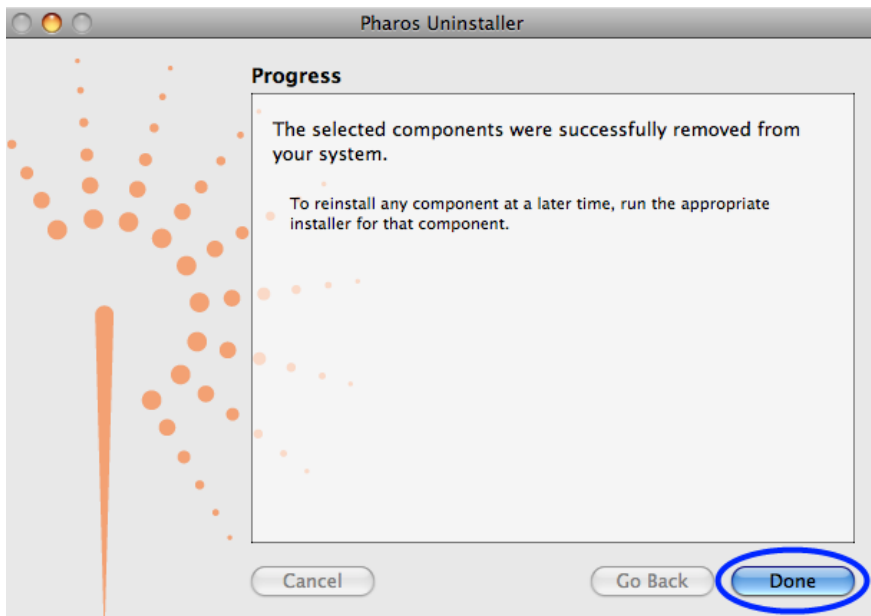 Pharos Uninstaller
Progress
The selected components were successfully removed from
your system.
To reinstall any component at a later time, run the appropriate
installer for that component.
Cancel
Go Back
Done